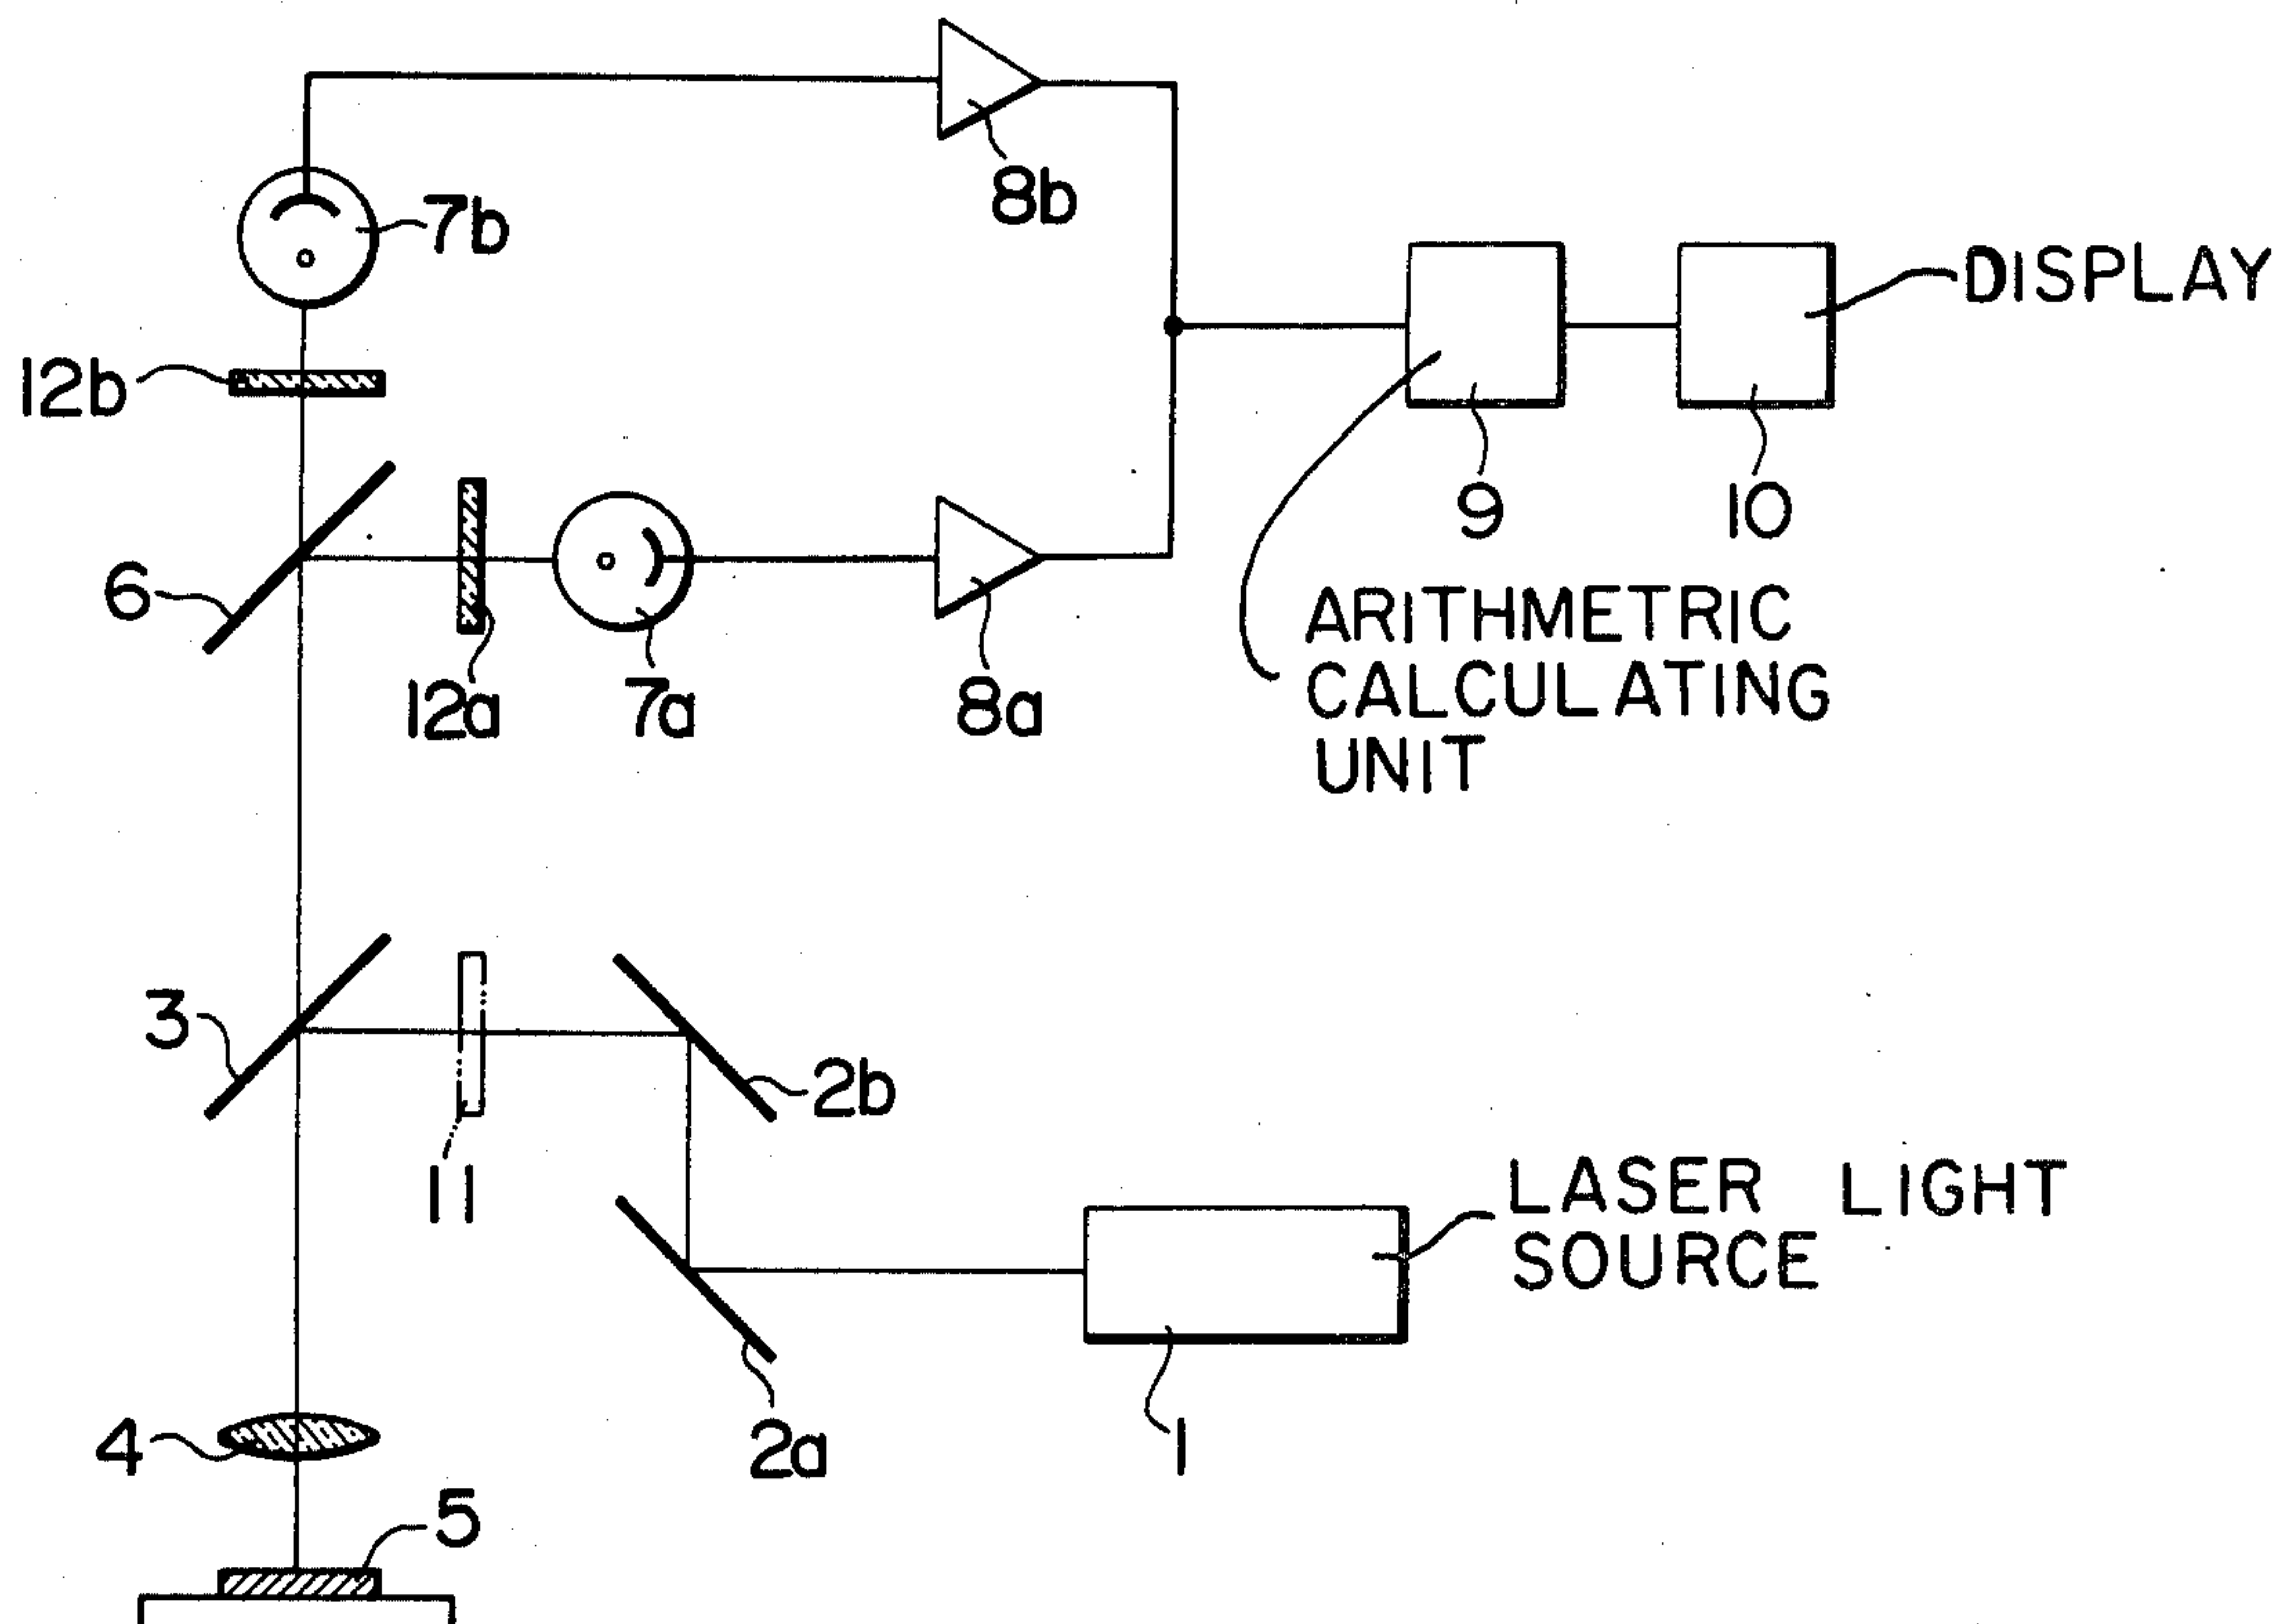 8b
7b
DISPLAY
12b
9
10
6
12a
7a
8a
ARITHMETRIC
CALCULATING
UNIT
3
2b
11
LASER LIGHT
SOURCE
4
2a
1
5